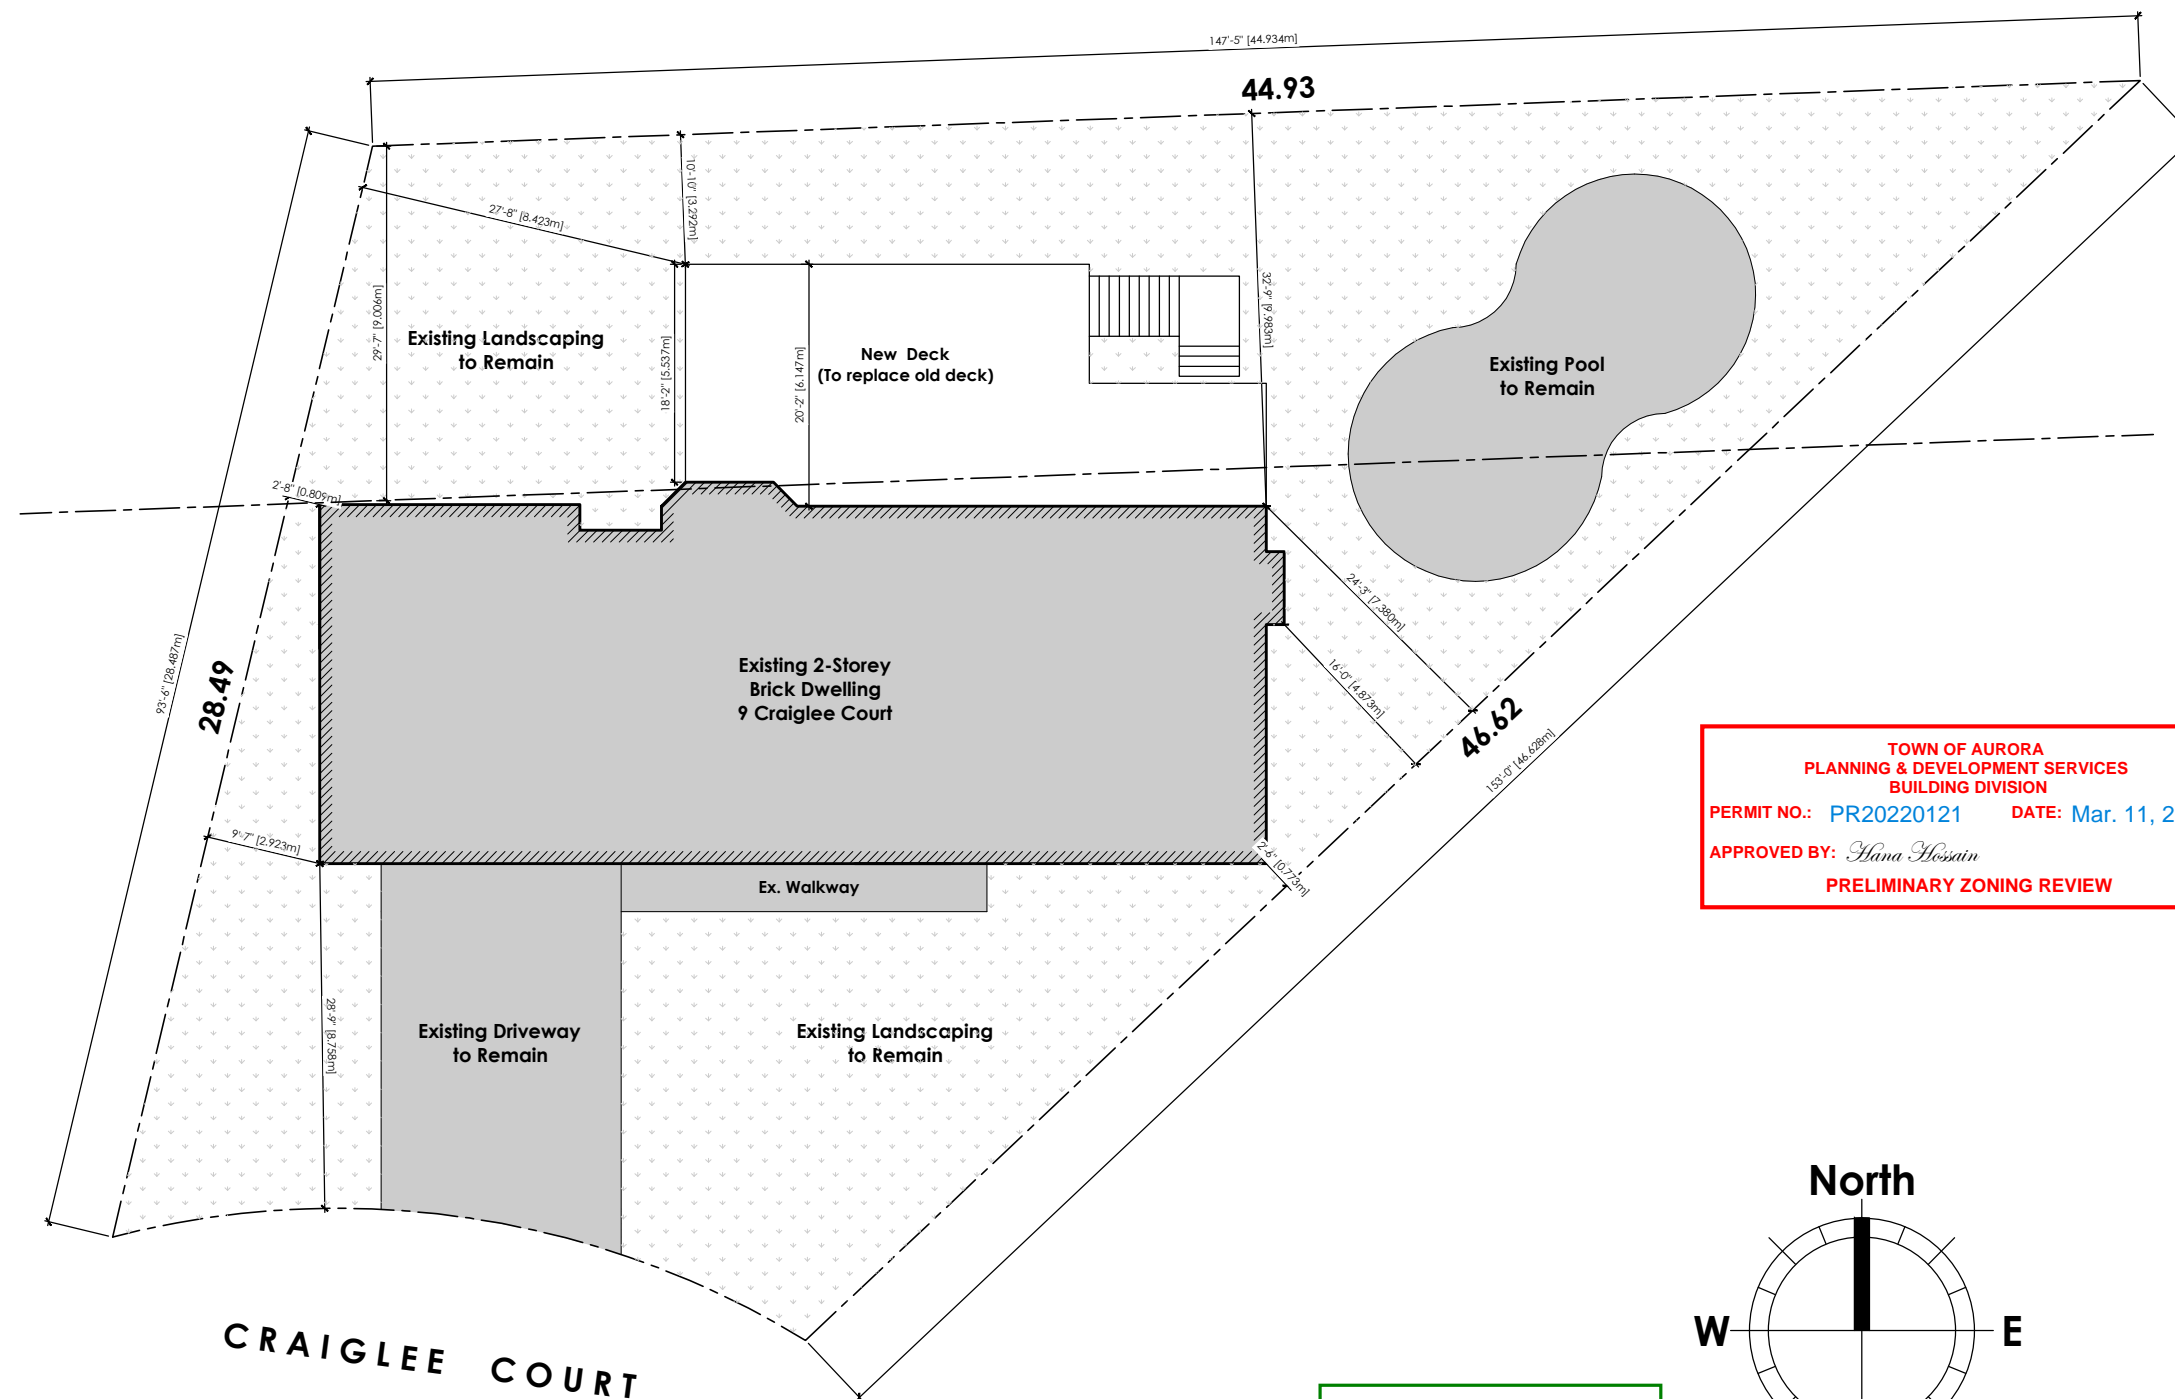 147'-5" [44.934m]
44.93
10'-10" [3.292m]
27'-8" [8.423m]
29'-7" [9.006m]
Existing Landscaping
to Remain
18'-2" [5.537m]
20'-2" [6.147m]
New Deck
(To replace old deck)
32'-9" [9.983m]
Existing Pool
to Remain
2'-8" [0.809m]
93'-6" [28.487m]
28.49
24'-3" [7.380m]
16'-0" [4.873m]
46.62
153'-0" [46.628m]
Existing 2-Storey
Brick Dwelling
9 Craiglee Court
9'-7" [2.923m]
2'-6" [0.773m]
Ex. Walkway
28'-9" [8.758m]
Existing Driveway
to Remain
Existing Landscaping
to Remain
CRAIGLEE COURT
TOWN OF AURORA
PLANNING & DEVELOPMENT SERVICES
BUILDING DIVISION
PERMIT NO.: PR20220121 DATE: Mar. 11, 2
APPROVED BY: Hana Hossain
PRELIMINARY ZONING REVIEW
North
W E